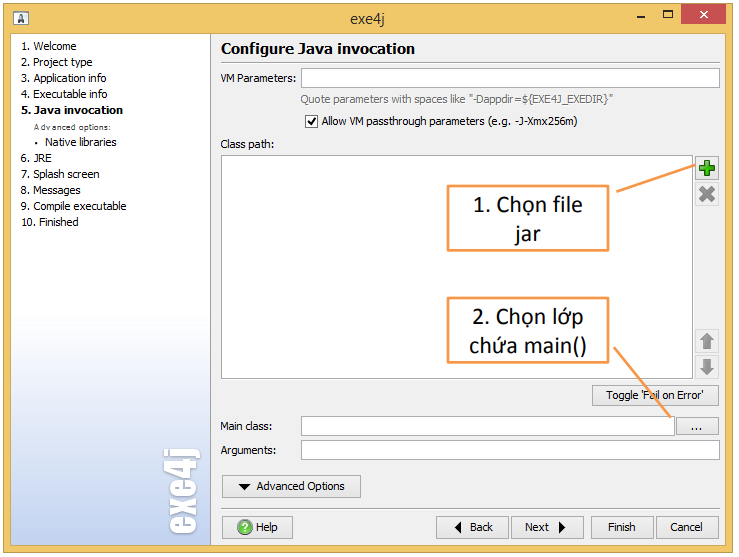 exe4j
1. Welcome
2. Project type
3. Application info
4. Executable info
5. Java invocation
Advanced options:
• Native libraries
6. JRE
7. Splash screen
8. Messages
9. Compile executable
10. Finished
exe4j
Configure Java invocation
VM Parameters:
Quote parameters with spaces like "-Dappdir=${EXE4J_EXEDIR}"
Allow VM passthrough parameters (e.g. -J-Xmx256m)
Class path:
1. Chọn file
jar
2. Chọn lớp
chứa main()
Toggle 'Fail on Error'
Main class:
...
Arguments:
Advanced Options
Help
Back
Next
Finish
Cancel